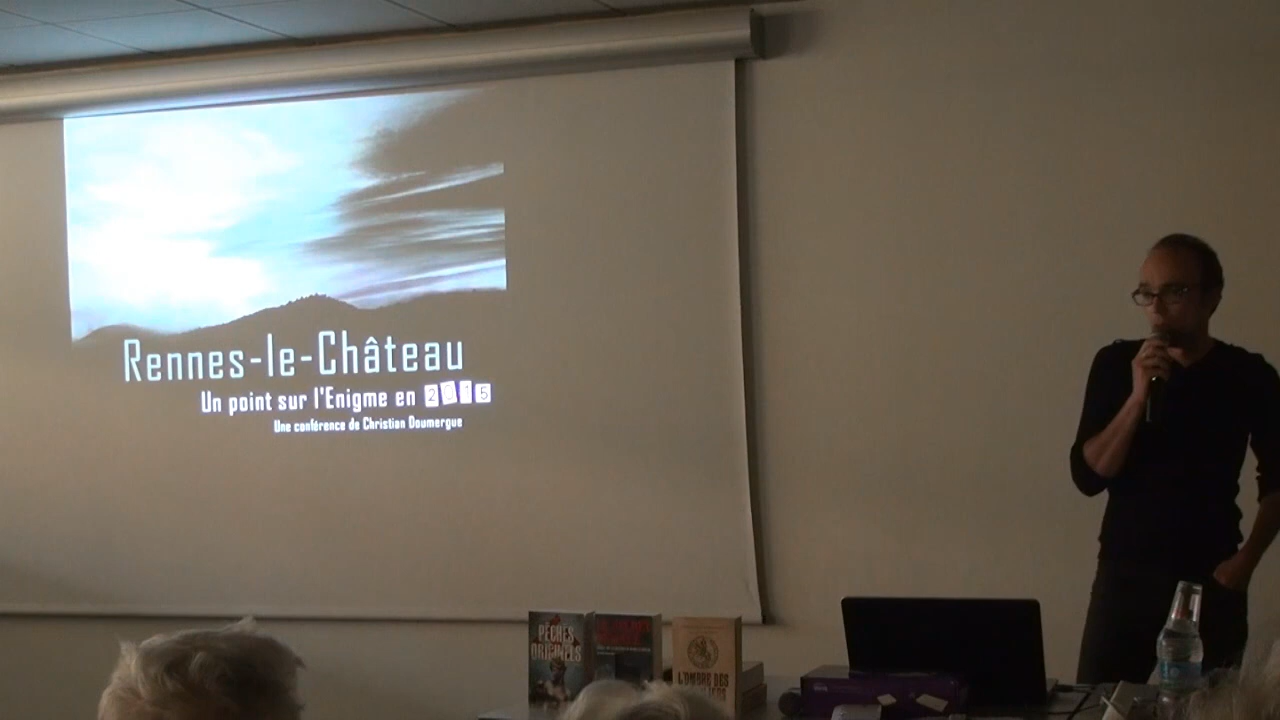 Rennes-le-Château
Un point sur l'Enigme en 2015
Une conférence de Christian Doumergue
PÉCHÉS
ORIGINELS
L'OMBRE DES